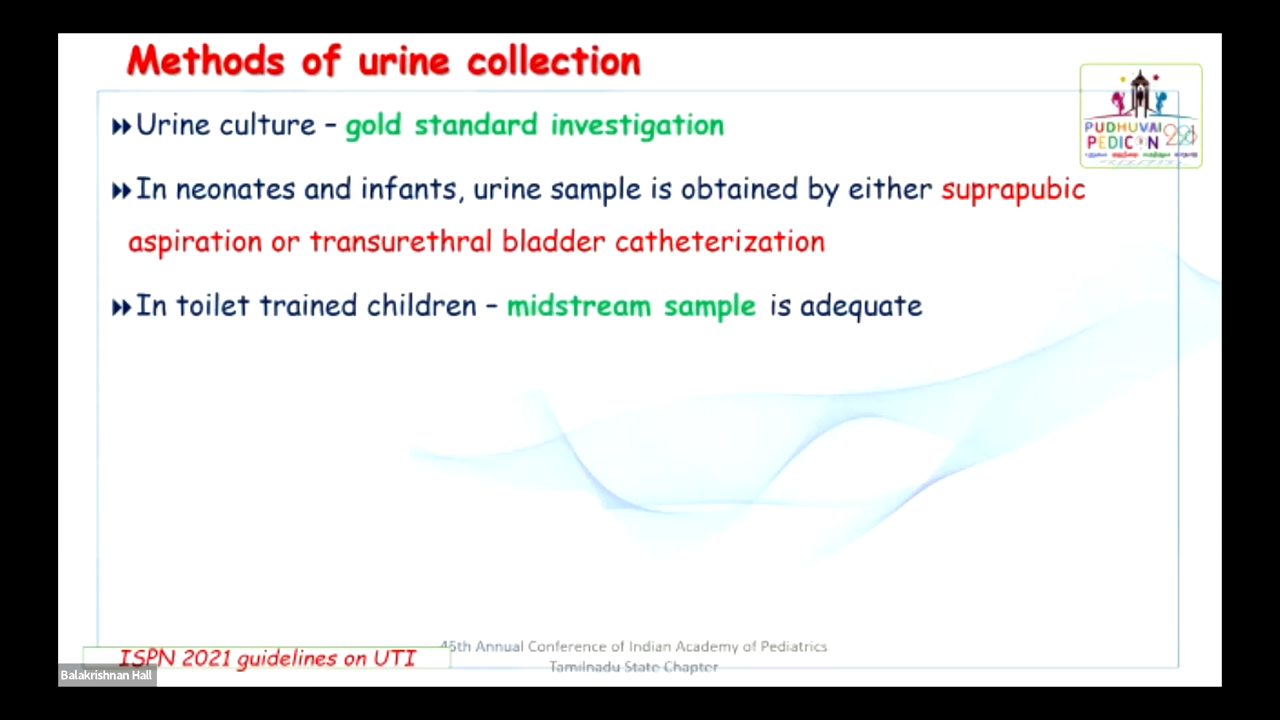 Methods of urine collection
Urine culture – gold standard investigation
In neonates and infants, urine sample is obtained by either suprapubic
aspiration or transurethral bladder catheterization
In toilet trained children – midstream sample is adequate
PUDHUVAI
PEDICON
45th Annual Conference of Indian Academy of Pediatrics
Tamilnadu State Chapter
ISPN 2021 guidelines on UTI
Balakrishnan Hall